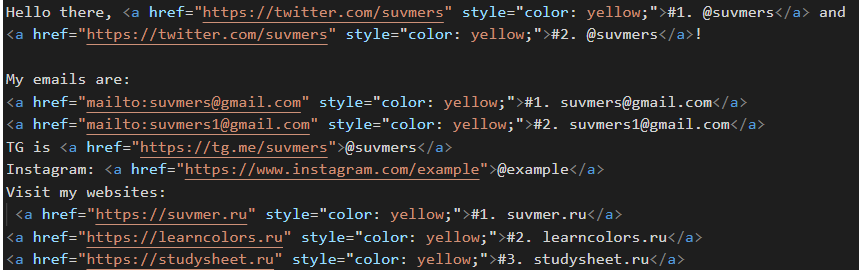 Hello there, <a href="https://twitter.com/suvmers" style="color: yellow;">#1. @suvmers</a> and
<a href="https://twitter.com/suvmers" style="color: yellow;">#2. @suvmers</a>!
My emails are:
<a href="mailto:suvmers@gmail.com" style="color: yellow;">#1. suvmers@gmail.com</a>
<a href="mailto:suvmers1@gmail.com" style="color: yellow;">#2. suvmers1@gmail.com</a>
TG is <a href="https://tg.me/suvmers">@suvmers</a>
Instagram: <a href="https://www.instagram.com/example">@example</a>
Visit my websites:
<a href="https://suvmer.ru" style="color: yellow;">#1. suvmer.ru</a>
<a href="https://learncolors.ru" style="color: yellow;">#2. learncolors.ru</a>
<a href="https://studysheet.ru" style="color: yellow;">#3. studysheet.ru</a>